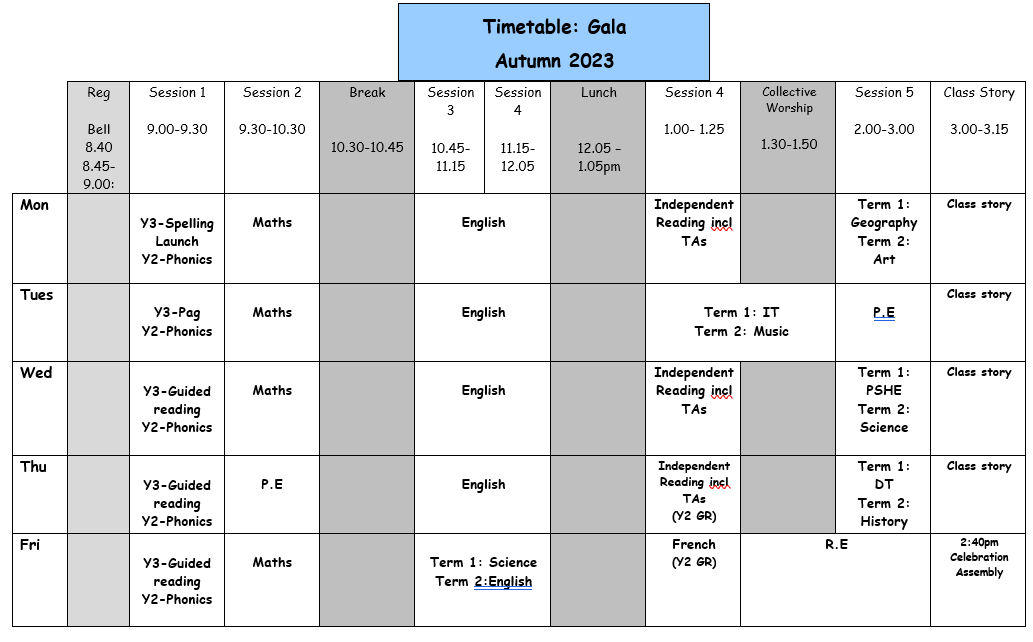 Timetable: Gala
Autumn 2023
Reg
Bell
8.40
8.45-
9.00:
Session 1
9.00-9.30
Session 2
9.30-10.30
Break
10.30-10.45
Session
3
10.45-
11.15
Session
4
11.15-
12.05
Lunch
12.05 –
1.05pm
Session 4
1.00- 1.25
Collective
Worship
1.30-1.50
Session 5
2.00-3.00
Class Story
3.00-3.15
Mon
Y3-Spelling
Launch
Y2-Phonics
Maths
English
Independent
Reading incl
TAs
Term 1:
Geography
Term 2:
Art
Class story
Tues
Y3-Pag
Y2-Phonics
Maths
English
Term 1: IT
Term 2: Music
P.E
Class story
Wed
Y3-Guided
reading
Y2-Phonics
Maths
English
Independent
Reading incl
TAs
Term 1:
PSHE
Term 2:
Science
Class story
Thu
Y3-Guided
reading
Y2-Phonics
P.E
English
Independent
Reading incl
TAs
(Y2 GR)
Term 1:
DT
Term 2:
History
Class story
Fri
Y3-Guided
reading
Y2-Phonics
Maths
Term 1: Science
Term 2:English
French
(Y2 GR)
R.E
2:40pm
Celebration
Assembly